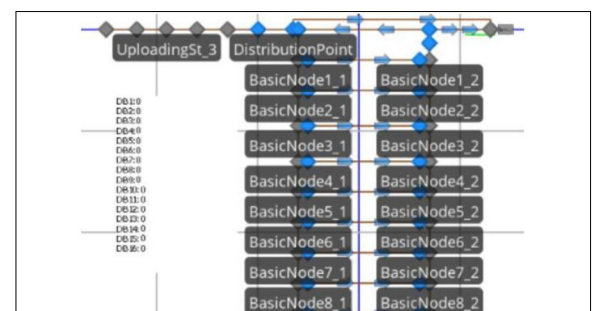 UploadingSt_3 DistributionPoint
BasicNode1_1 BasicNode1_2
BasicNode2_1 BasicNode2_2
BasicNode3_1 BasicNode3_2
BasicNode4_1 BasicNode4_2
BasicNode5_1 BasicNode5_2
BasicNode6_1 BasicNode6_2
BasicNode7_1 BasicNode7_2
BasicNode8_1 BasicNode8_2
DB1:0
DB2:0
DB3:0
DB4:0
DB5:0
DB6:0
DB7:0
DB8:0
DB9:0
DB10:0
DB11:0
DB12:0
DB13:0
DB14:0
DB15:0
DB16:0